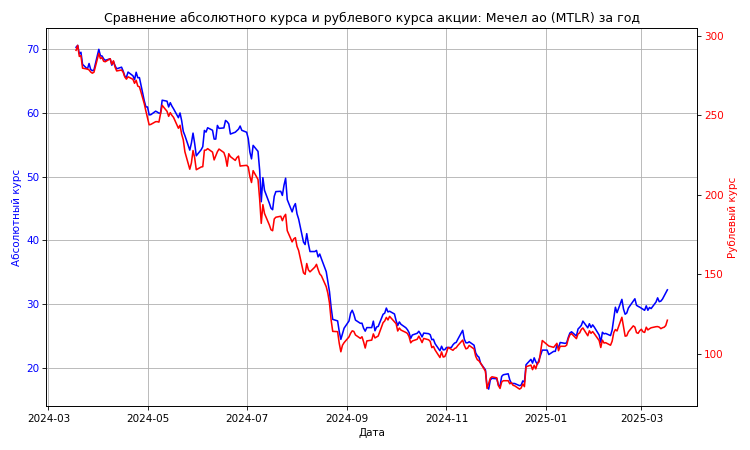 Сравнение абсолютного курса и рублевого курса акции: Мечел ао (MTLR) за год
Абсолютный курс
70
60
50
40
30
20
300
250
200
150
100
Рублевый курс
2024-03 2024-05 2024-07 2024-09 2024-11 2025-01 2025-03
Дата